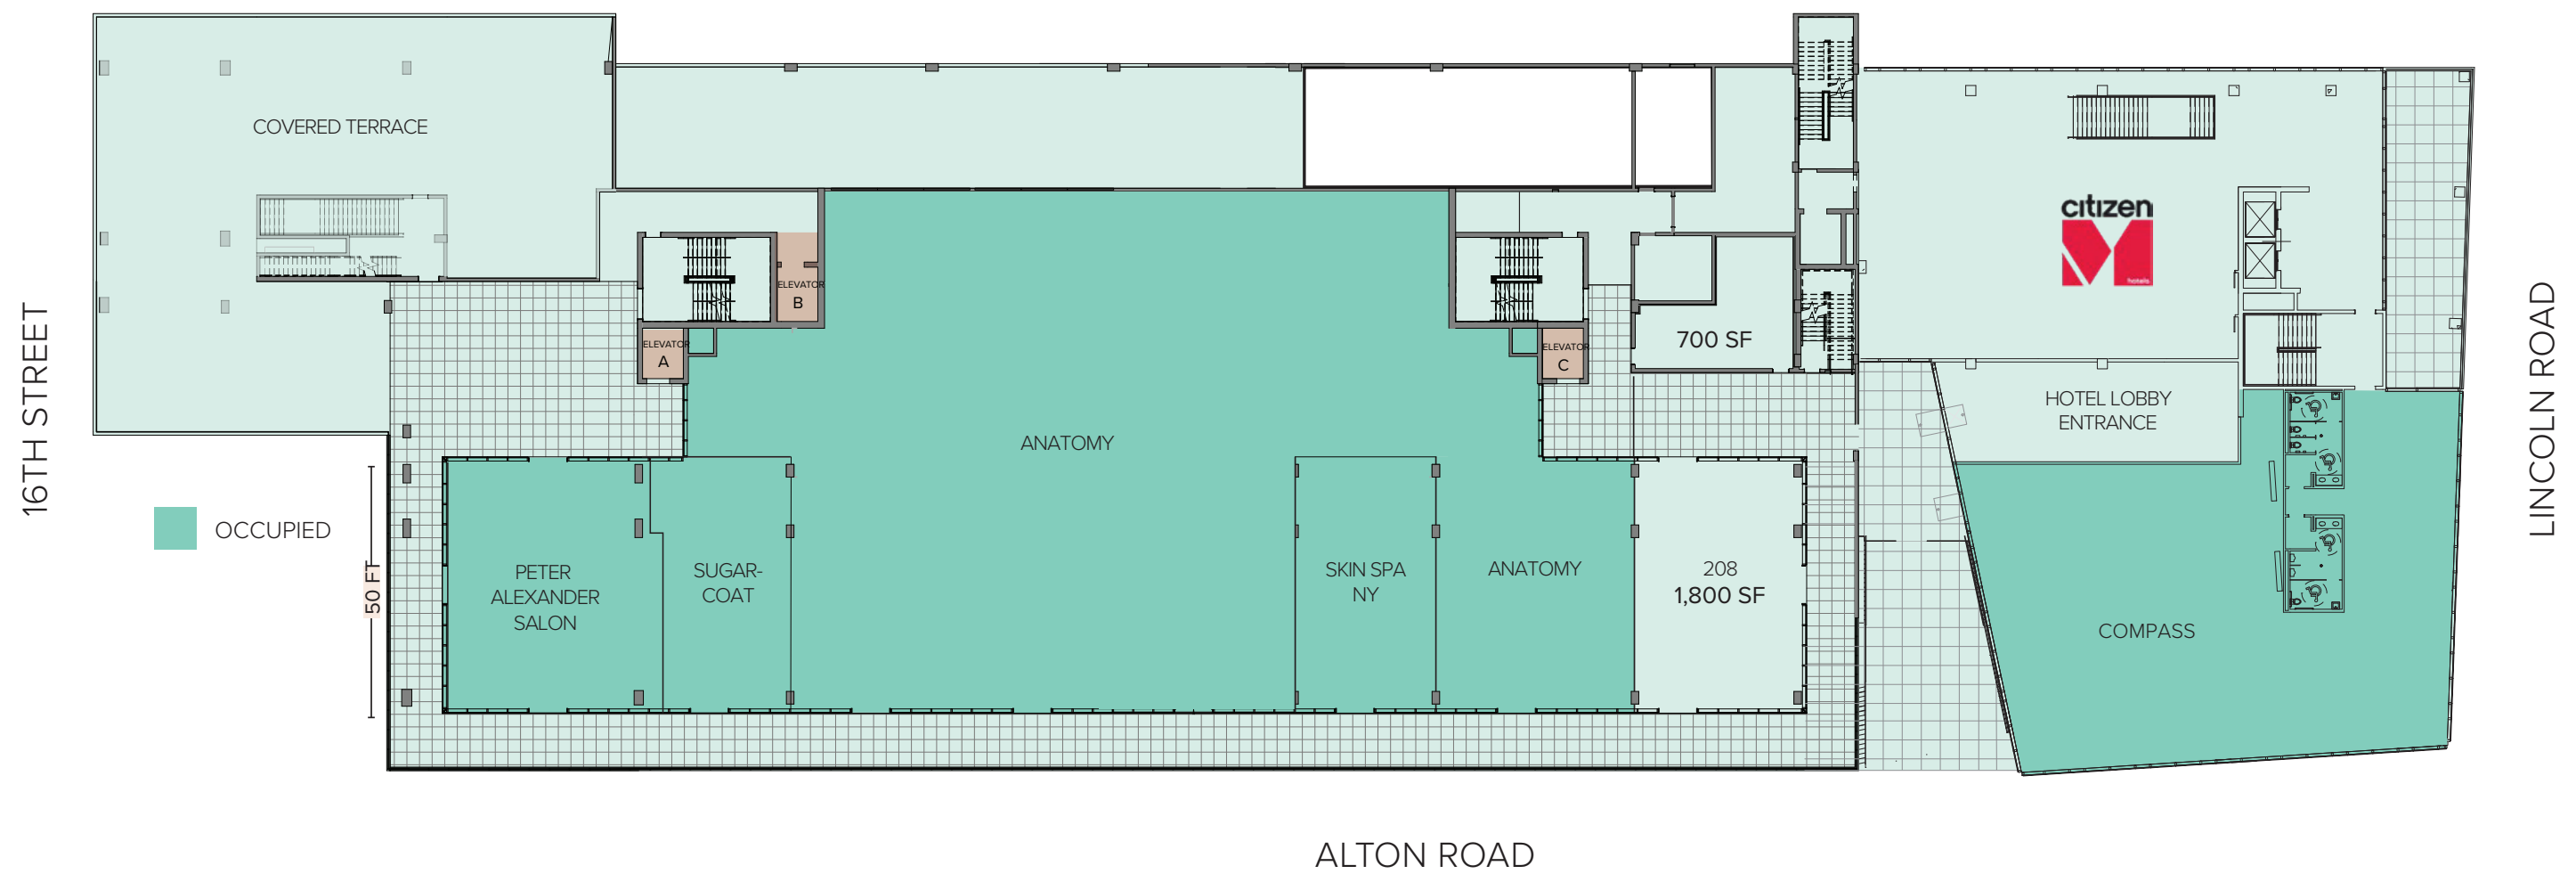 COVERED TERRACE
citizen
M
hotels
16TH STREET
LINCOLN ROAD
ELEVATOR
B
ELEVATOR
A
ELEVATOR
C
700 SF
HOTEL LOBBY
ENTRANCE
ANATOMY
OCCUPIED
50 FT
PETER
ALEXANDER
SALON
SUGAR-
COAT
SKIN SPA
NY
ANATOMY
208
1,800 SF
COMPASS
ALTON ROAD